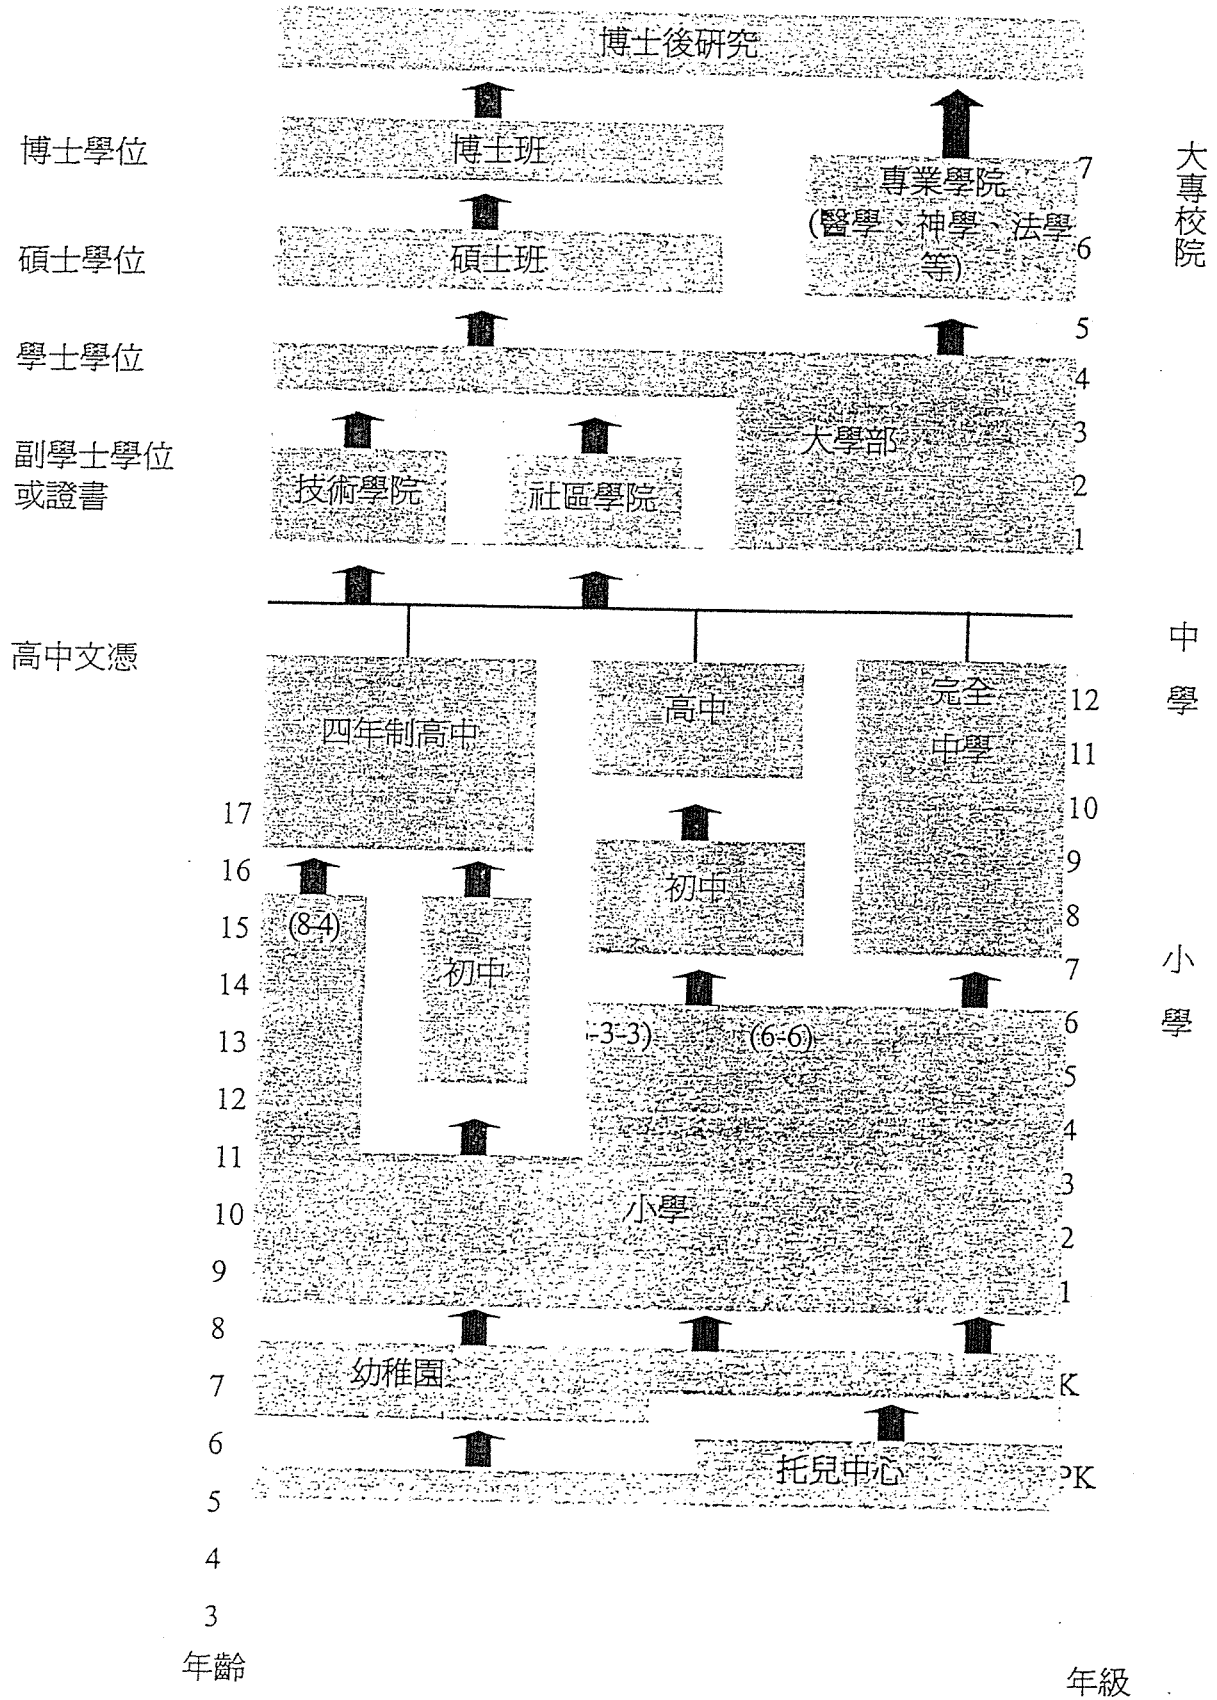 博士後研究
博士學位
博士班
碩士學位
碩士班
專業學院
(醫學、神學、法學
等)
7
6
大專校院
學士學位
5
4
3
2
1
大學部
副學士學位
或證書
技術學院
社區學院
高中文憑
中學
四年制高中
高中
完全
中學
12
11
10
9
8
7
初中
(8-4)
初中
小學
-3-3)
(6-6)
6
5
4
3
2
1
小學
幼稚園
K
托兒中心
PK
17
16
15
14
13
12
11
10
9
8
7
6
5
4
3
年齡
年級